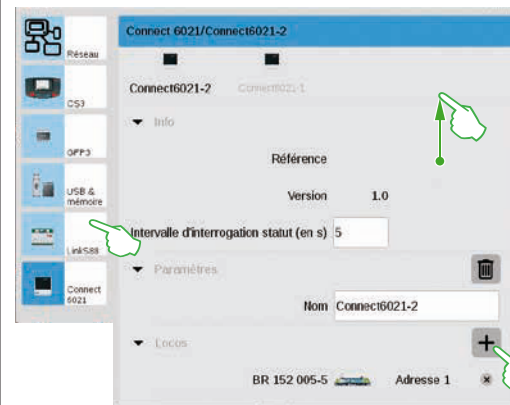 Réseau
CS3
GFP3
USB &
mémoire
LinkS88
Connect
6021
Connect 6021/Connect6021-2
Connect6021-2
Connect6021-1
Info
Référence
Version 1.0
Intervalle d'interrogation statut (en s) 5
Paramètres
Nom Connect6021-2
Locos
BR 152 005-5 Adresse 1